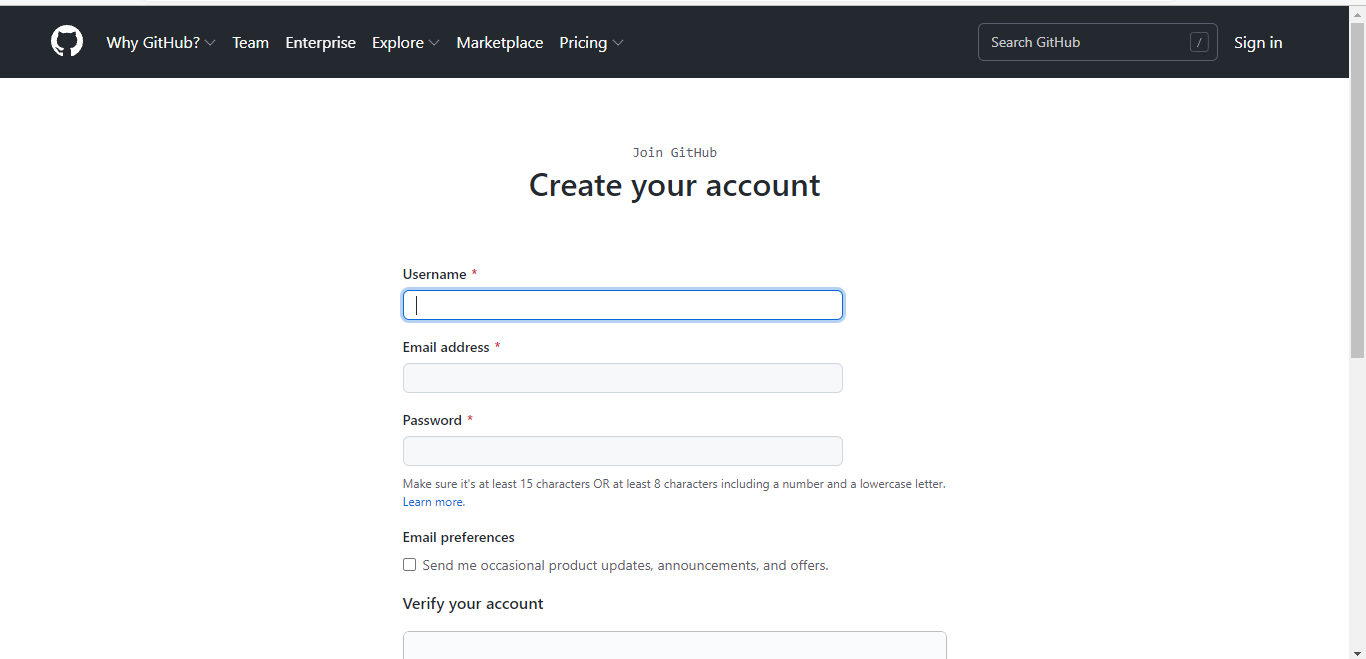 Why GitHub? Team Enterprise Explore Marketplace Pricing Search GitHub / Sign in
Join GitHub
Create your account
Username *
Email address *
Password *
Make sure it's at least 15 characters OR at least 8 characters including a number and a lowercase letter.
Learn more.
Email preferences
Send me occasional product updates, announcements, and offers.
Verify your account